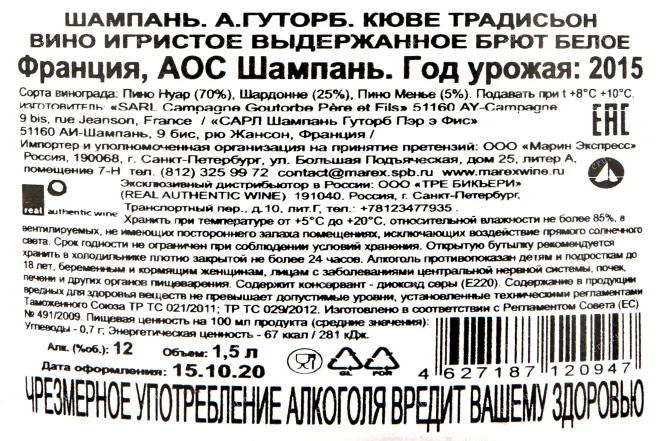 ШАМПАНЬ. А.ГУТОРБ. КЮВЕ ТРАДИСЬОН
ВИНО ИГРИСТОЕ ВЫДЕРЖАННОЕ БРЮТ БЕЛОЕ
Франция, АОС Шампань. Год урожая: 2015
Сорта винограда: Пино Нуар (70%), Шардонне (25%), Пино Менье (5%). Подавать при t +8°C +10°C.
изготовитель: «SARL Campagne Goutorbe Père et Fils» 51160 AY-Campagne,
9 bis, rue Jeanson, France / «САРЛ Шампань Гуторб Пэр э Фис»
51160 АИ-Шампань, 9 бис, рю Жансон, Франция /
EAC
Импортер и уполномоченная организация на принятие претензий: ООО «Марин Экспресс»
Россия, 190068, г. Санкт-Петербург, ул. Большая Подъяческая, дом 25, литер А,
помещение 7-Н тел. (812) 325 99 72 contact@marex.spb.ru www.marexwine.ru
Эксклюзивный дистрибьютор в России: ООО «ТРЕ БИКЬЕРИ»
(REAL AUTHENTIC WINE) 191040. Россия, г. Санкт-Петербург,
real authentic wine Транспортный пер., д.10, лит.Г, тел.: +78123477935.
Хранить при температуре от +5°C до +20°C, относительной влажности не более 85%, в
вентилируемых, не имеющих постороннего запаха помещениях, исключающих воздействие прямого солнечного
света. Срок годности не ограничен при соблюдении условий хранения. Открытую бутылку рекомендуется
хранить в холодильнике плотно закрытой не более 24 часов. Алкоголь противопоказан детям и подросткам до
18 лет, беременным и кормящим женщинам, лицам с заболеваниями центральной нервной системы, почек,
печени и других органов пищеварения. Содержит консервант - диоксид серы (Е220). Содержание в продукции
вредных для здоровья веществ не превышает допустимые уровни, установленные техническими регламентами
Таможенного Союза ТР ТС 021/2011; ТР ТС 029/2012. Изготовлено в соответствии с Регламентом Совета (ЕС)
№ 491/2009. Пищевая ценность на 100 мл продукта (средние значения):
Углеводы - 0,7 г; Энергетическая ценность - 67 ккал / 281 кДж.
Алк. (%об.): 12 Объем: 1,5 л
Дата оформления: 15.10.20
GL FOR
4 627187 120947
ЧРЕЗМЕРНОЕ УПОТРЕБЛЕНИЕ АЛКОГОЛЯ ВРЕДИТ ВАШЕМУ ЗДОРОВЬЮ